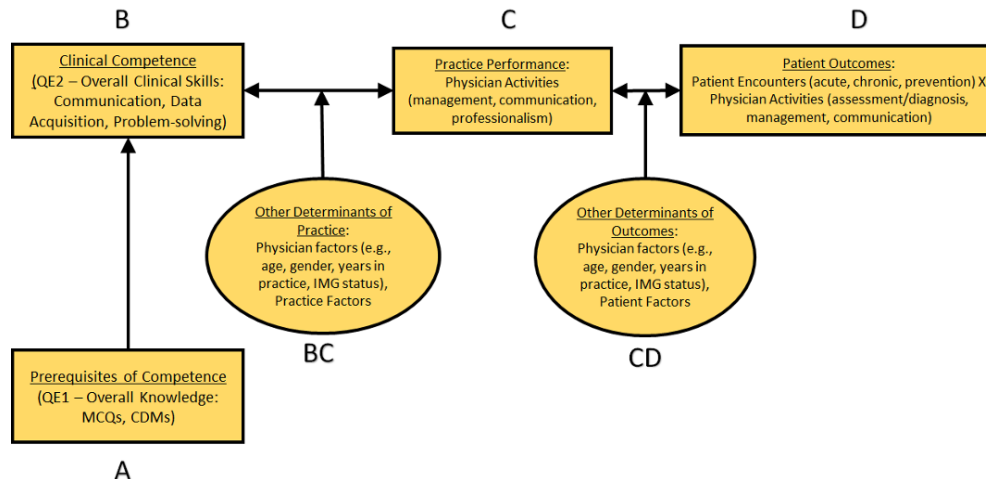 B
C
D
Clinical Competence
(QE2 – Overall Clinical Skills:
Communication, Data
Acquisition, Problem-solving)
Practice Performance:
Physician Activities
(management, communication,
professionalism)
Patient Outcomes:
Patient Encounters (acute, chronic, prevention) X
Physician Activities (assessment/diagnosis,
management, communication)
Other Determinants of
Practice:
Physician factors (e.g.,
age, gender, years in
practice, IMG status),
Practice Factors
BC
Other Determinants of
Outcomes:
Physician factors (e.g.,
age, gender, years in
practice, IMG status),
Patient Factors
CD
Prerequisites of Competence
(QE1 – Overall Knowledge:
MCQs, CDMs)
A